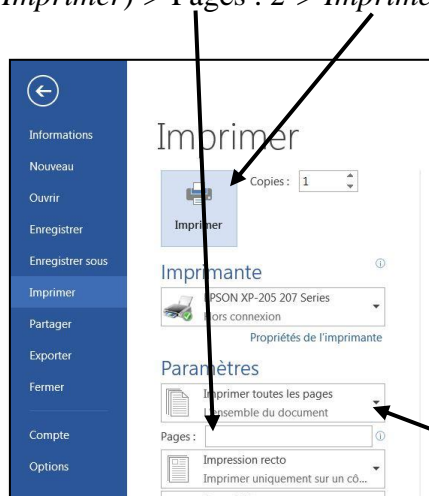 Imprimer) > Pages : 2 > Imprime
Informations
Nouveau
Ouvrir
Enregistrer
Enregistrer sous
Imprimer
Partager
Exporter
Fermer
Compte
Options
Imprimer
Copies : 1
Imprimer
Imprimante
EPSON XP-205 207 Series
Hors connexion
Propriétés de l'imprimante
Paramètres
Imprimer toutes les pages
L'ensemble du document
Pages :
Impression recto
Imprimer uniquement sur un cô...